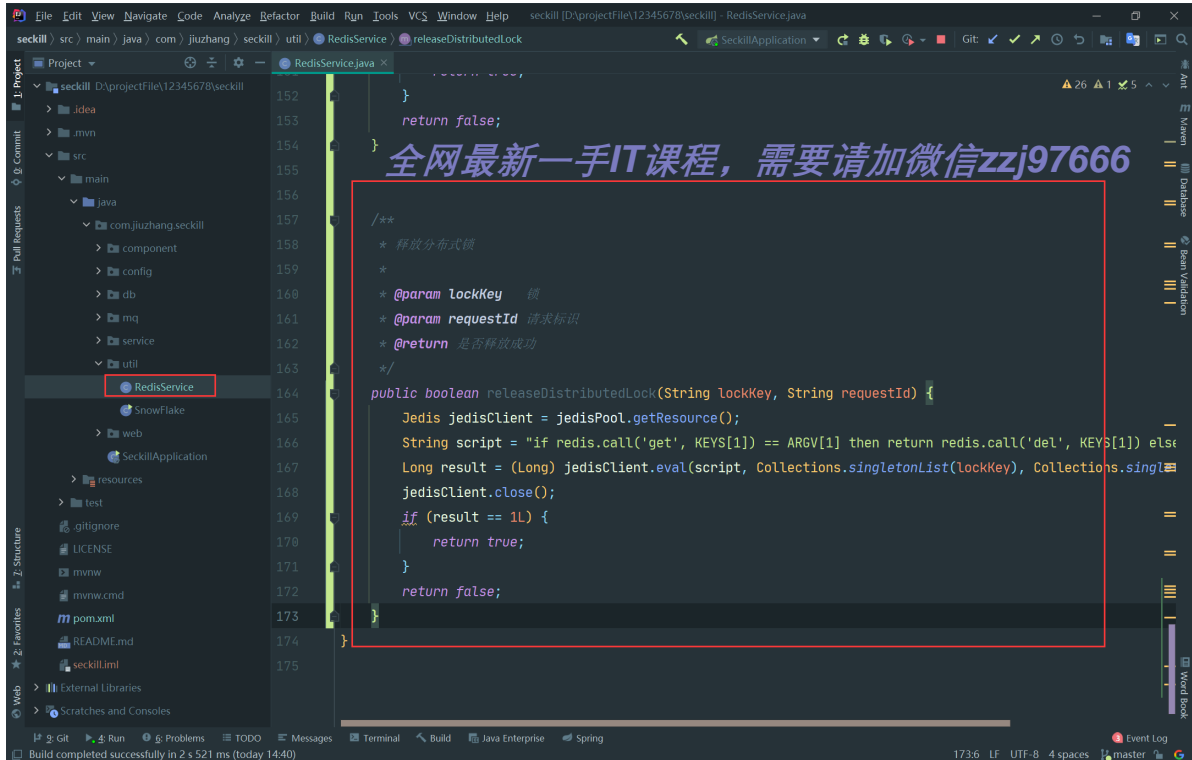 File Edit View Navigate Code Analyze Refactor Build Run Tools VCS Window Help seckill [D:\projectFile\12345678\seckill] - RedisService.java
seckill src main java com jiuzhang seckill util RedisService releaseDistributedLock SeckillApplication Git:
1: Project
Project
RedisService.java
seckill D:\projectFile\12345678\seckill
26 1 5
Ant
.idea
152 }
.mvn
153 return false;
Maven
0: Commit
src
154 }
全网最新一手IT课程，需要请加微信zzj97666
main
155
Database
java
156
com.jiuzhang.seckill
157 /**
Pull Requests
component
158 * 释放分布式锁
config
159 *
Bean Validation
db
160 * @param lockKey 锁
mq
161 * @param requestId 请求标识
service
162 * @return 是否释放成功
util
163 */
RedisService
164 public boolean releaseDistributedLock(String lockKey, String requestId) {
SnowFlake
165 Jedis jedisClient = jedisPool.getResource();
web
166 String script = "if redis.call('get', KEYS[1]) == ARGV[1] then return redis.call('del', KEYS[1]) else
SeckillApplication
167 Long result = (Long) jedisClient.eval(script, Collections.singletonList(lockKey), Collections.single
resources
168 jedisClient.close();
test
169 if (result == 1L) {
.gitignore
170 return true;
LICENSE
7: Structure
171 }
mvnw
172 return false;
mvnw.cmd
173 }
pom.xml
2: Favorites
174 }
README.md
175
seckill.iml
External Libraries
Web
Scratches and Consoles
Word Book
9: Git 4: Run 6: Problems TODO Messages Terminal Build Java Enterprise Spring 3 Event Log
Build completed successfully in 2 s 521 ms (today 14:40) 173:6 LF UTF-8 4 spaces master